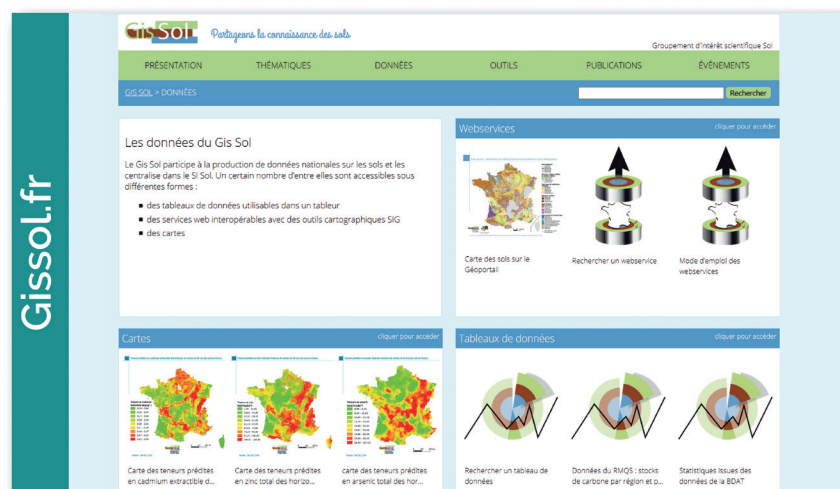 Gissol.fr
Gis Sol
Partageons la connaissance des sols
Groupement d'intérêt scientifique Sol
PRÉSENTATION
THÉMATIQUES
DONNÉES
OUTILS
PUBLICATIONS
ÉVÉNEMENTS
GIS SOL > DONNÉES
Rechercher
Les données du Gis Sol
Le Gis Sol participe à la production de données nationales sur les sols et les
centralise dans le SI Sol. Un certain nombre d'entre elles sont accessibles sous
différentes formes :
des tableaux de données utilisables dans un tableur
des services web interopérables avec des outils cartographiques SIG
des cartes
Webservices
cliquer pour accéder
Carte des sols sur le
Géoportail
Rechercher un webservice
Mode d'emploi des
webservices
Cartes
cliquer pour accéder
Carte des teneurs prédites
en cadmium extractible d...
Carte des teneurs prédites
en zinc total des horizo...
carte des teneurs prédites
en arsenic total des hor...
Tableaux de données
cliquer pour accéder
Rechercher un tableau de
données
Données du RMQS : stocks
de carbone par région et p...
Statistiques issues des
données de la BDAT